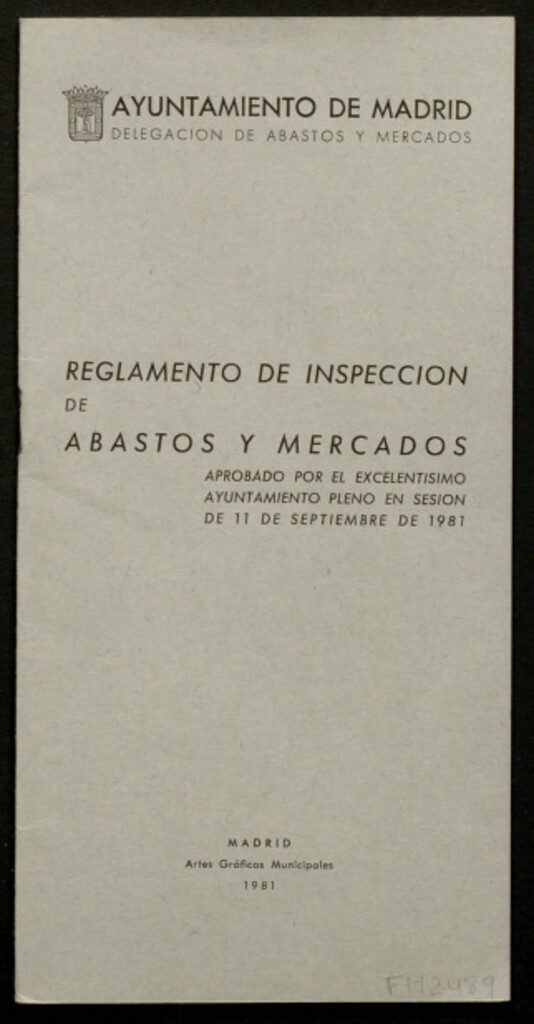 AYUNTAMIENTO DE MADRID
DELEGACION DE ABASTOS Y MERCADOS
REGLAMENTO DE INSPECCION
DE
ABASTOS Y MERCADOS
APROBADO POR EL EXCELENTISIMO
AYUNTAMIENTO PLENO EN SESION
DE 11 DE SEPTIEMBRE DE 1981
MADRID
Artes Gráficas Municipales
1981